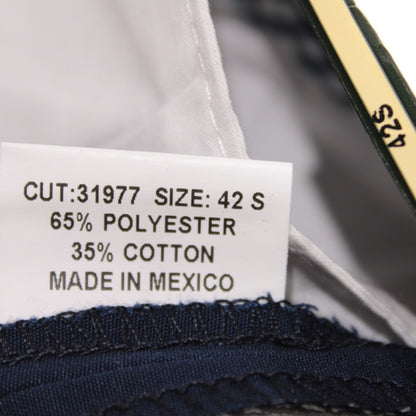 CUT:31977 SIZE: 42 S
65% POLYESTER
35% COTTON
MADE IN MEXICO
42S